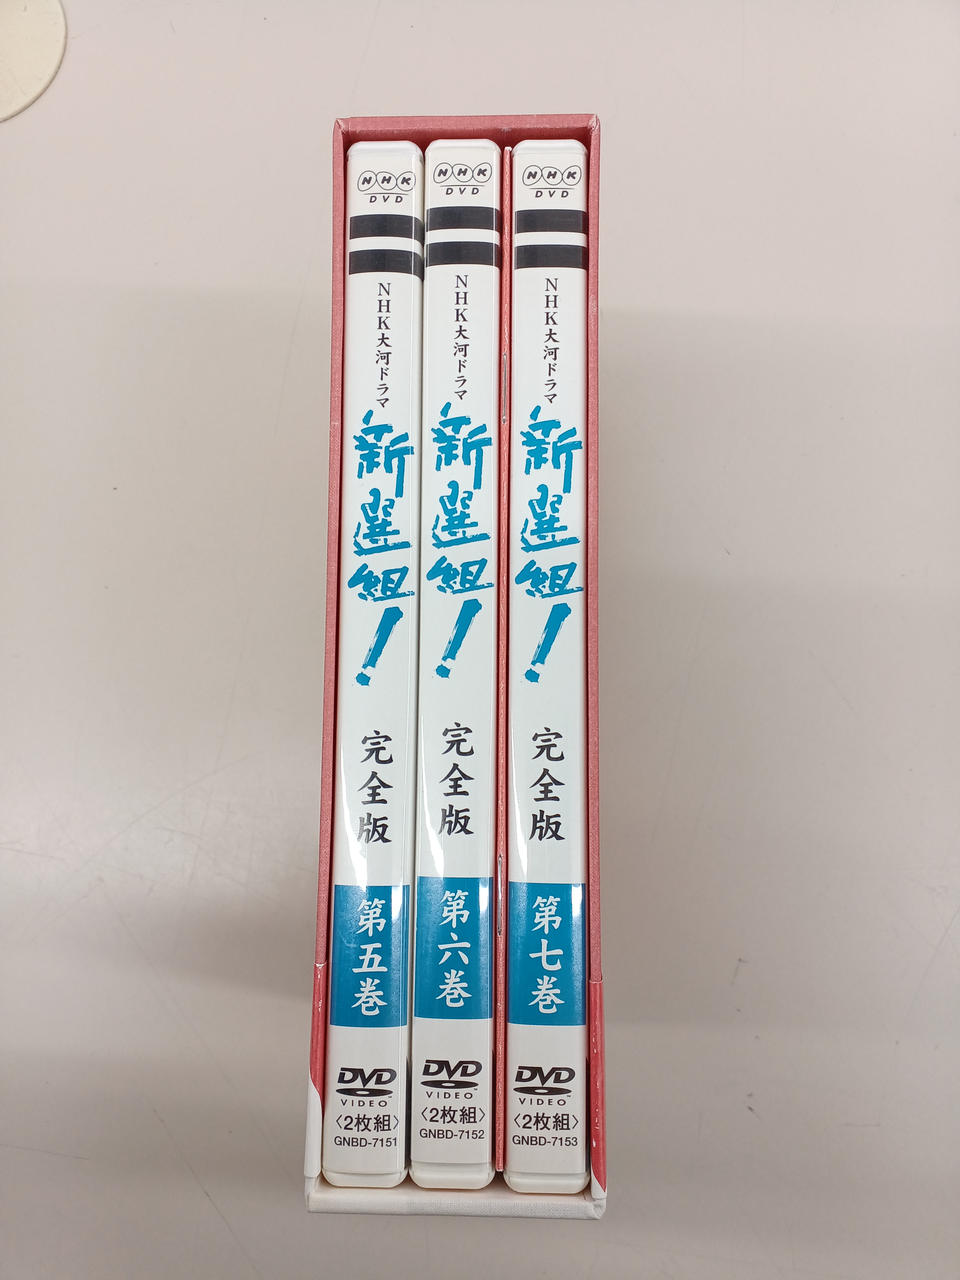 NHK
DVD
NHK大河ドラマ
新選組!
完全版
第五巻
DVD
VIDEO
〈2枚組〉
GNBD-7151
NHK
DVD
NHK大河ドラマ
新選組!
完全版
第六巻
DVD
VIDEO
〈2枚組〉
GNBD-7152
NHK
DVD
NHK大河ドラマ
新選組!
完全版
第七巻
DVD
VIDEO
〈2枚組〉
GNBD-7153